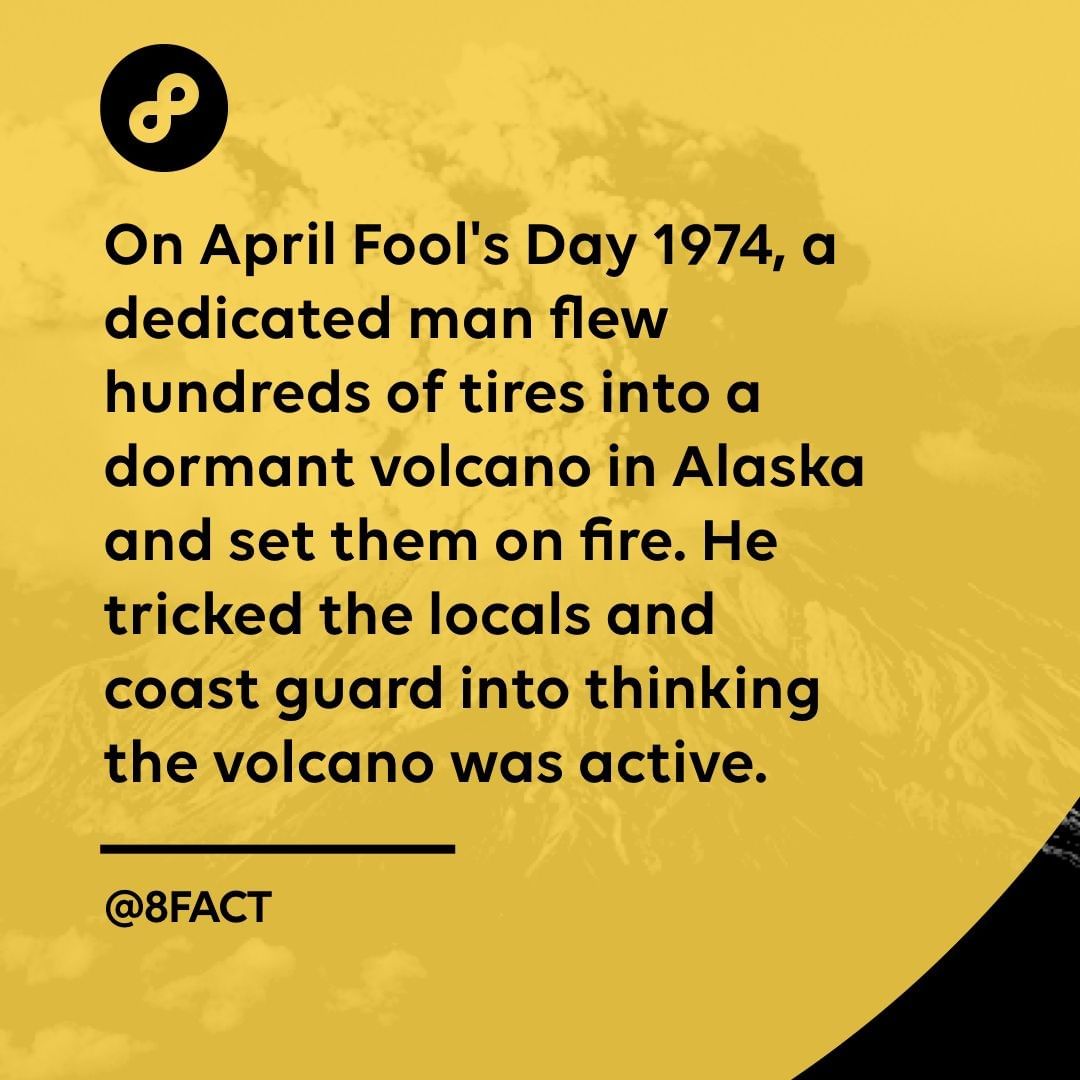 On April Fool's Day 1974, a
dedicated man flew
hundreds of tires into a
dormant volcano in Alaska
and set them on fire. He
tricked the locals and
coast guard into thinking
the volcano was active.
@8FACT